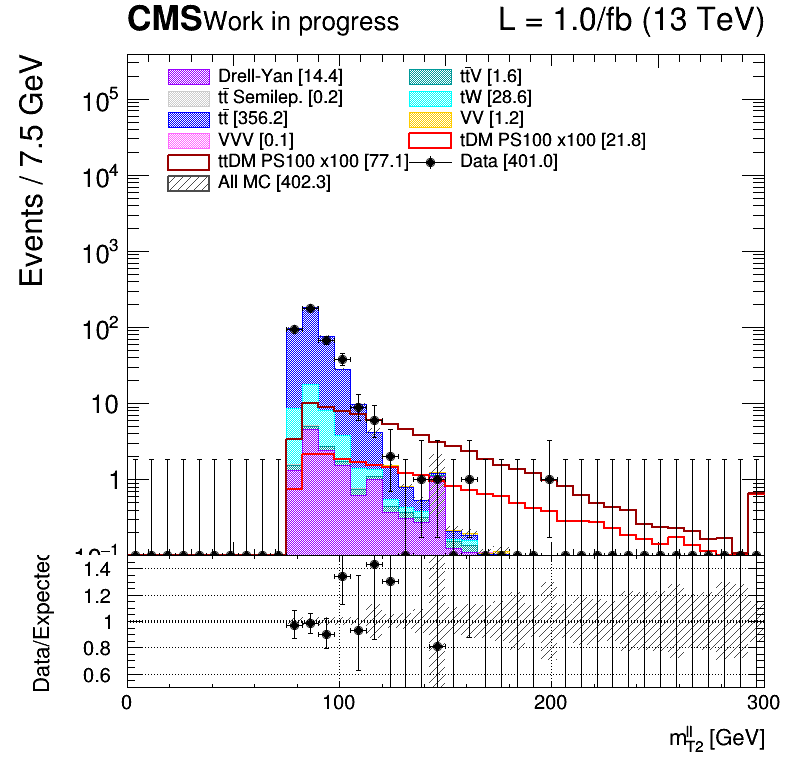 CMS Work in progress L = 1.0/fb (13 TeV)
Events / 7.5 GeV
Drell-Yan [14.4]
tt̄ Semilep. [0.2]
tt̄ [356.2]
VVV [0.1]
ttDM PS100 x100 [77.1]
All MC [402.3]
tt̄V [1.6]
tW [28.6]
VV [1.2]
tDM PS100 x100 [21.8]
Data [401.0]
10⁵
10⁴
10³
10²
10
1
10⁻¹
Data/Expected
1.4
1.2
1
0.8
0.6
0 100 200 300
m^{ll}_{T2} [GeV]